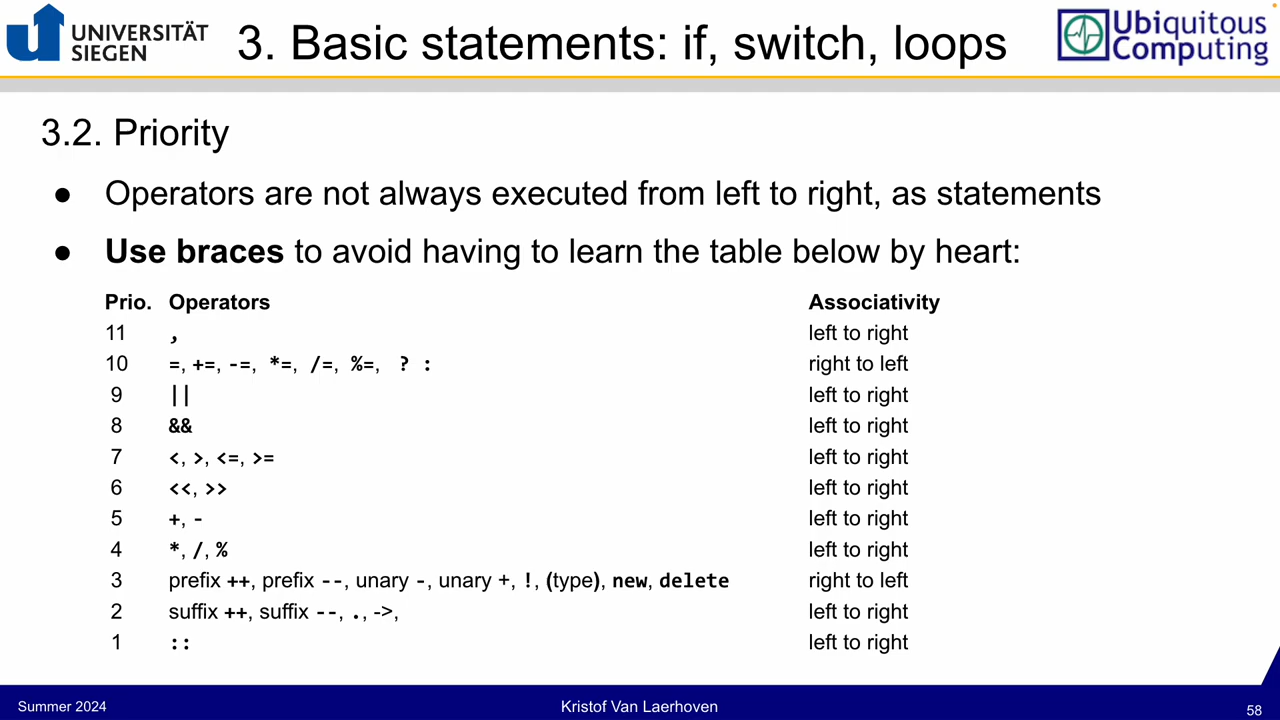 UNIVERSITÄT
SIEGEN
3. Basic statements: if, switch, loops
Ubiquitous
Computing
3.2. Priority
● Operators are not always executed from left to right, as statements
● Use braces to avoid having to learn the table below by heart:
Prio. Operators Associativity
11 , left to right
10 =, +=, -=, *=, /=, %=, ? : right to left
9 || left to right
8 && left to right
7 <, >, <=, >= left to right
6 <<, >> left to right
5 +, - left to right
4 *, /, % left to right
3 prefix ++, prefix --, unary -, unary +, !, (type), new, delete right to left
2 suffix ++, suffix --, ., ->, left to right
1 :: left to right
Summer 2024
Kristof Van Laerhoven
58